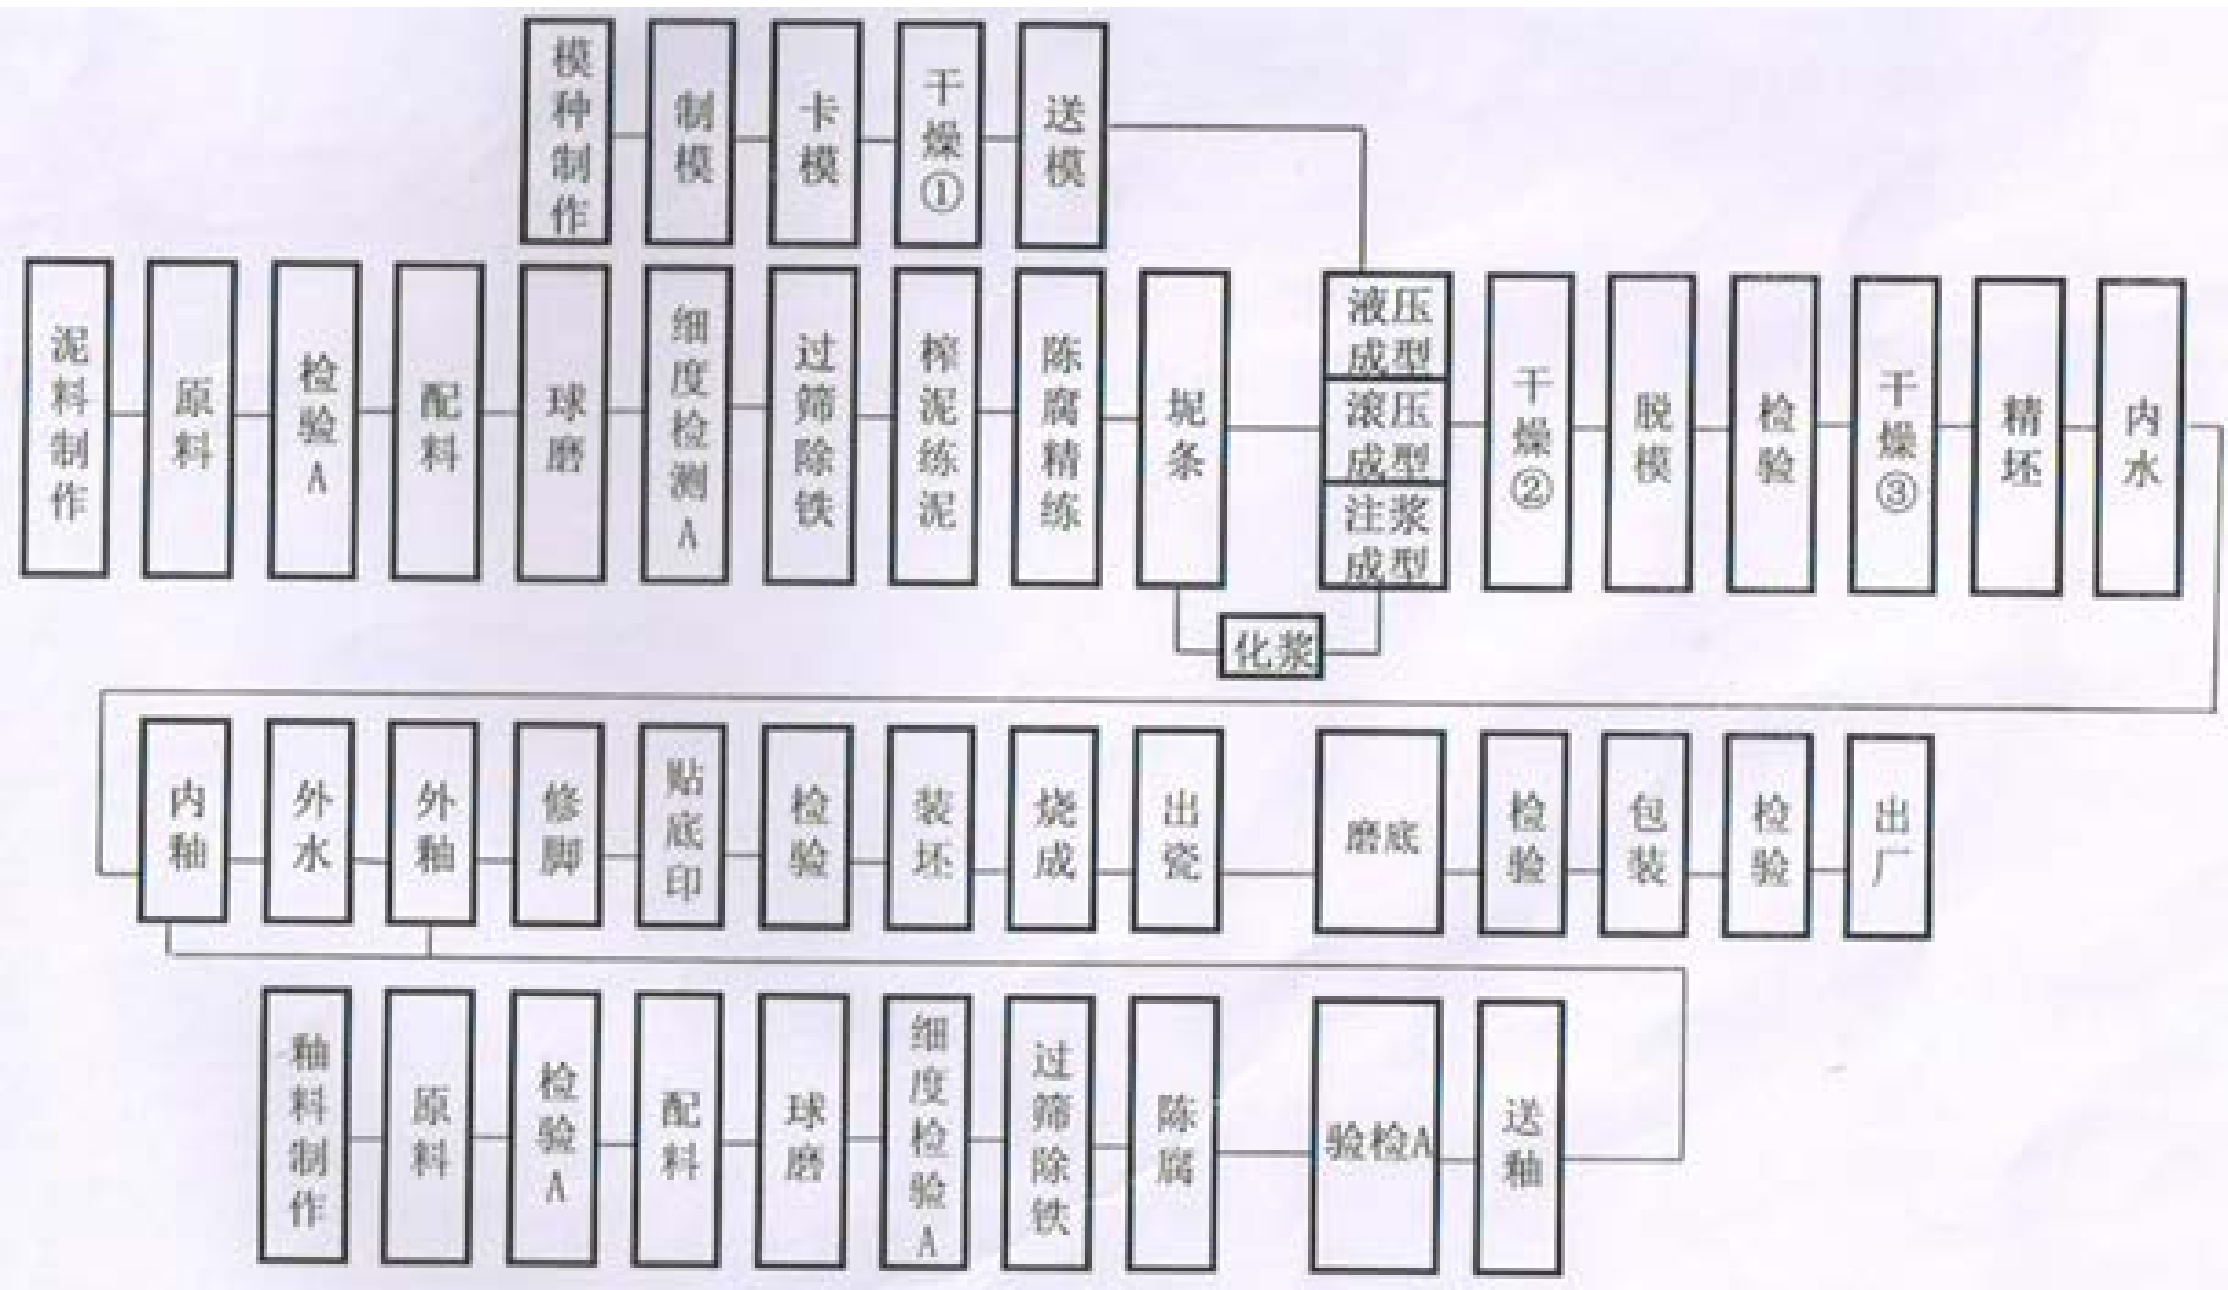 模种制作
制模
卡模
干燥①
送模
泥料制作
原料
检验A
配料
球磨
细度检测A
过筛除铁
榨泥练泥
陈腐精练
坭条
液压成型
滚压成型
注浆成型
干燥②
脱模
检验
干燥③
精坯
内水
化浆
内釉
外水
外釉
修脚
贴底印
检验
装坯
烧成
出瓷
磨底
检验
包装
检验
出厂
釉料制作
原料
检验A
配料
球磨
细度检验A
过筛除铁
陈腐
验检A
送釉